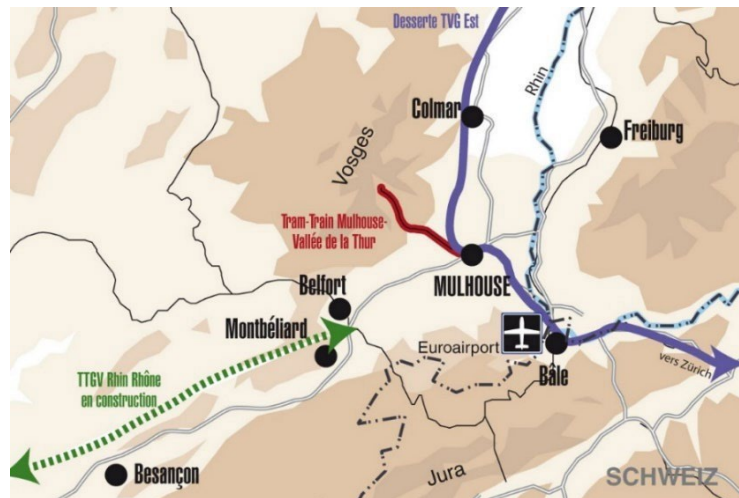 Desserte TVG Est
Colmar
Rhin
Freiburg
Vosges
Tram-Train Mulhouse-
Vallée de la Thur
MULHOUSE
Belfort
Montbéliard
Euroairport
Bâle
vers Zürich
TTGV Rhin Rhône
en construction
Besançon
Jura
SCHWEIZ